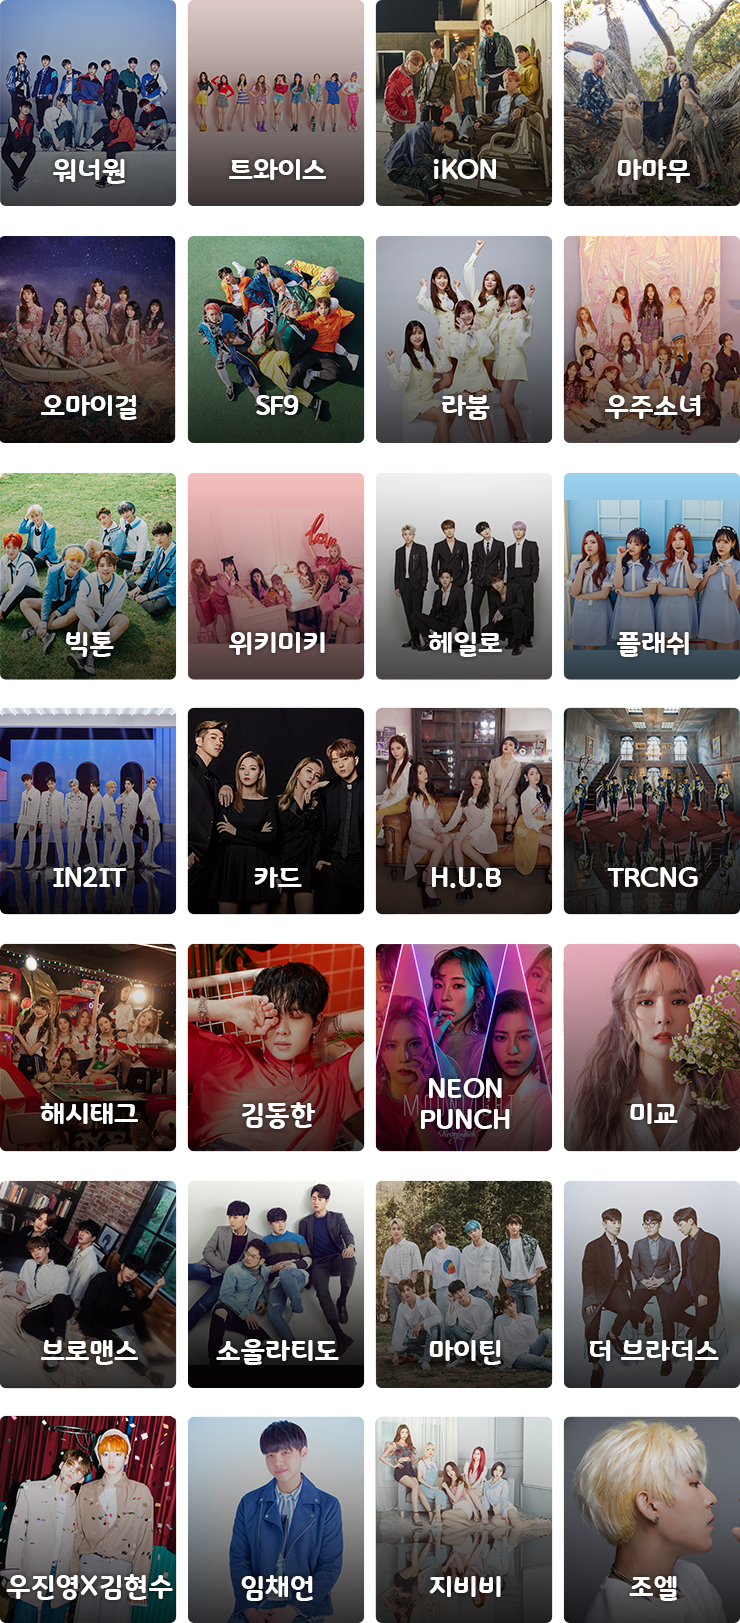 워너원
트와이스
iKON
마마무
오마이걸
SF9
라붐
우주소녀
빅톤
위키미키
헤일로
플래쉬
IN2IT
카드
H.U.B
TRCNG
해시태그
김동한
NEON
PUNCH
미교
브로맨스
소울라티도
마이틴
더 브라더스
우진영X김현수
임채언
지비비
조엘